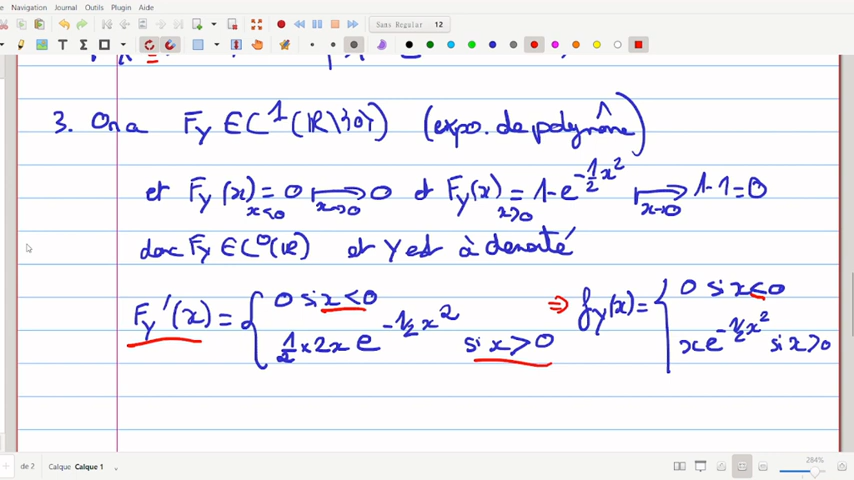 Navigation Journal Outils Plugin Aide
Sans Regular 12
3. On a F_Y ∈ C^1(ℝ\{0}) (expo. de polynôme)
et F_Y(x) = 0 ⟼ 0 et F_Y(x) = 1-e^{-1/2 x^2} ⟼ 1-1=0
x<0 x→0 x>0 x→0
donc F_Y ∈ C^0(ℝ) et Y est à densité
F_Y'(x) = { 0 si x<0 ⇒ f_Y(x) = { 0 si x≤0
1/2 × 2x e^{-1/2 x^2} si x>0 x e^{-1/2 x^2} si x>0
de 2 Calque Calque 1 284%